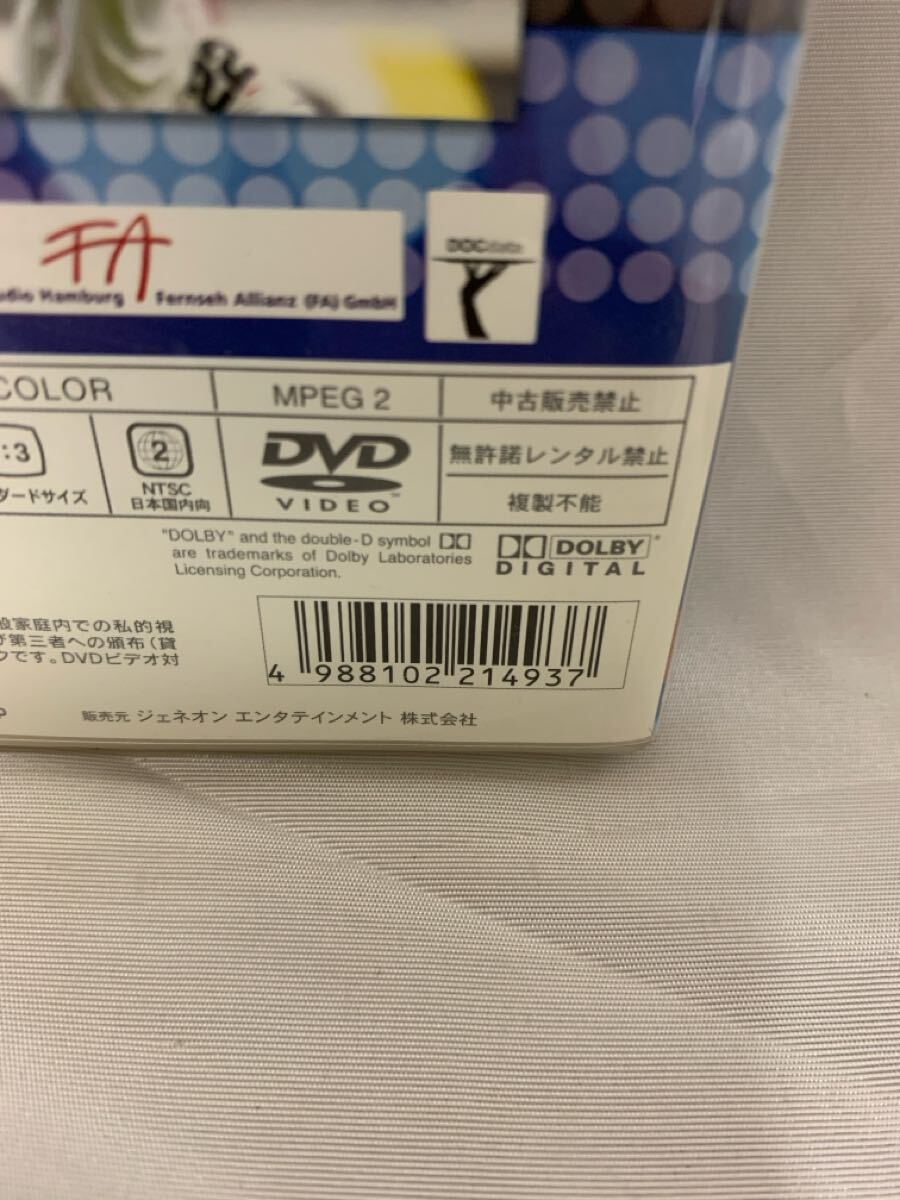 FA
DOCdata
udio Hamburg Fernseh Allianz (FA) GmbH
COLOR
MPEG 2
中古販売禁止
:3
2
DVD
VIDEO™
無許諾レンタル禁止
ダードサイズ
NTSC
日本国内向
複製不能
"DOLBY" and the double-D symbol
are trademarks of Dolby Laboratories
Licensing Corporation.
DOLBY
DIGITAL
般家庭内での私的視
び第三者への頒布(貸
クです。DVDビデオ対
4 988102 214937
P
販売元 ジェネオン エンタテインメント 株式会社